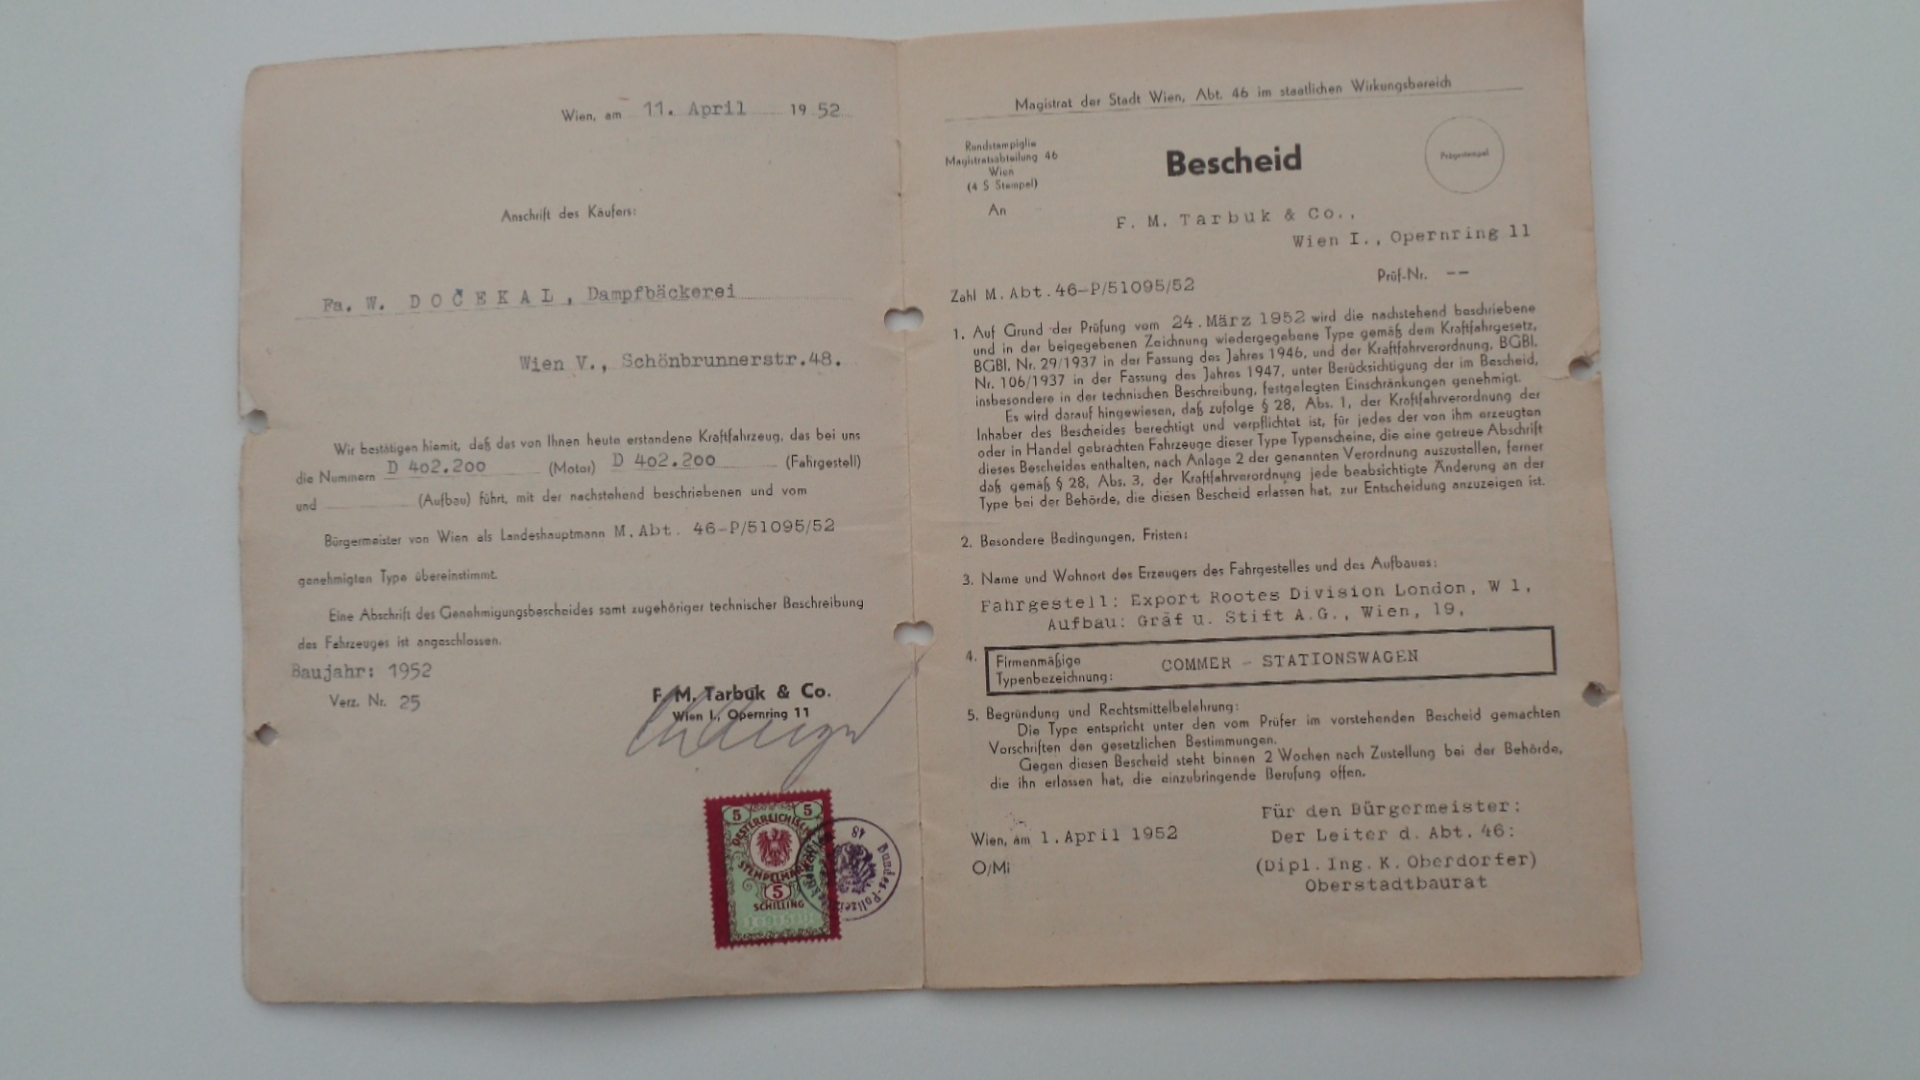 Wien, am 11. April 1952
Anschrift des Käufers:
Fa. W. DOČEKAL, Dampfbäckerei
Wien V., Schönbrunnerstr.48.
Wir bestätigen hiemit, daß das von Ihnen heute erstandene Kraftfahrzeug, das bei uns
die Nummern D 402.200 (Motor) D 402.200 (Fahrgestell)
und (Aufbau) führt, mit der nachstehend beschriebenen und vom
Bürgermeister von Wien als Landeshauptmann M.Abt. 46-P/51095/52
genehmigten Type übereinstimmt.
Eine Abschrift des Genehmigungsbescheides samt zugehöriger technischer Beschreibung
des Fahrzeuges ist angeschlossen.
Baujahr: 1952
Verz. Nr. 25
F. M. Tarbuk & Co.
Wien I., Opernring 11
5 5
OESTERREICHISCHE
STEMPELMARKE
5
SCHILLING
Bundes-Polizei
48
Magistrat der Stadt Wien, Abt. 46 im staatlichen Wirkungsbereich
Rundstampiglie
Magistratsabteilung 46
Wien
(4 S Stempel)
Bescheid
Prägestempel
An
F. M. Tarbuk & Co.,
Wien I., Opernring 11
Prüf-Nr. --
Zahl M.Abt.46-P/51095/52
1. Auf Grund der Prüfung vom 24.März 1952 wird die nachstehend beschriebene
und in der beigegebenen Zeichnung wiedergegebene Type gemäß dem Kraftfahrgesetz,
BGBl. Nr. 29/1937 in der Fassung des Jahres 1946, und der Kraftfahrverordnung, BGBl.
Nr. 106/1937 in der Fassung des Jahres 1947, unter Berücksichtigung der im Bescheid,
insbesondere in der technischen Beschreibung, festgelegten Einschränkungen genehmigt.
Es wird darauf hingewiesen, daß zufolge § 28, Abs. 1, der Kraftfahrverordnung der
Inhaber des Bescheides berechtigt und verpflichtet ist, für jedes der von ihm erzeugten
oder in Handel gebrachten Fahrzeuge dieser Type Typenscheine, die eine getreue Abschrift
dieses Bescheides enthalten, nach Anlage 2 der genannten Verordnung auszustellen, ferner
daß gemäß § 28, Abs. 3, der Kraftfahrverordnung jede beabsichtigte Änderung an der
Type bei der Behörde, die diesen Bescheid erlassen hat, zur Entscheidung anzuzeigen ist.
2. Besondere Bedingungen, Fristen:
3. Name und Wohnort des Erzeugers des Fahrgestelles und des Aufbaues:
Fahrgestell: Export Rootes Division London, W 1,
Aufbau: Gräf u. Stift A.G., Wien, 19,
4. Firmenmäßige
Typenbezeichnung: COMMER - STATIONSWAGEN
5. Begründung und Rechtsmittelbelehrung:
Die Type entspricht unter den vom Prüfer im vorstehenden Bescheid gemachten
Vorschriften den gesetzlichen Bestimmungen.
Gegen diesen Bescheid steht binnen 2 Wochen nach Zustellung bei der Behörde,
die ihn erlassen hat, die einzubringende Berufung offen.
Wien, am 1.April 1952
O/Mi
Für den Bürgermeister:
Der Leiter d. Abt.46:
(Dipl.Ing.K.Oberdorfer)
Oberstadtbaurat